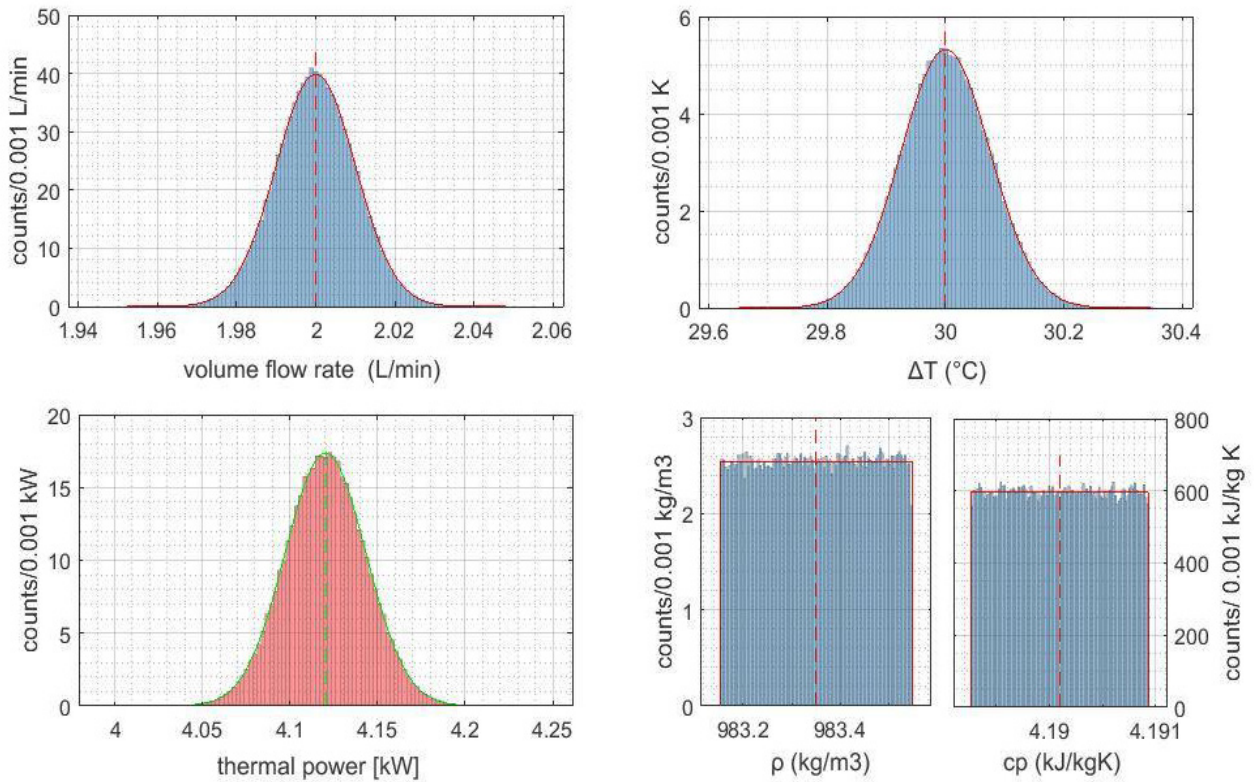 counts/0.001 L/min
50
40
30
20
10
0
1.94 1.96 1.98 2 2.02 2.04 2.06
volume flow rate (L/min)
counts/0.001 K
6
4
2
0
29.6 29.8 30 30.2 30.4
ΔT (°C)
counts/0.001 kW
20
15
10
5
0
4 4.05 4.1 4.15 4.2 4.25
thermal power [kW]
counts/0.001 kg/m3
3
2
1
0
983.2 983.4
ρ (kg/m3)
800
600
400
200
0
counts/ 0.001 kJ/kg K
4.19 4.191
cp (kJ/kgK)